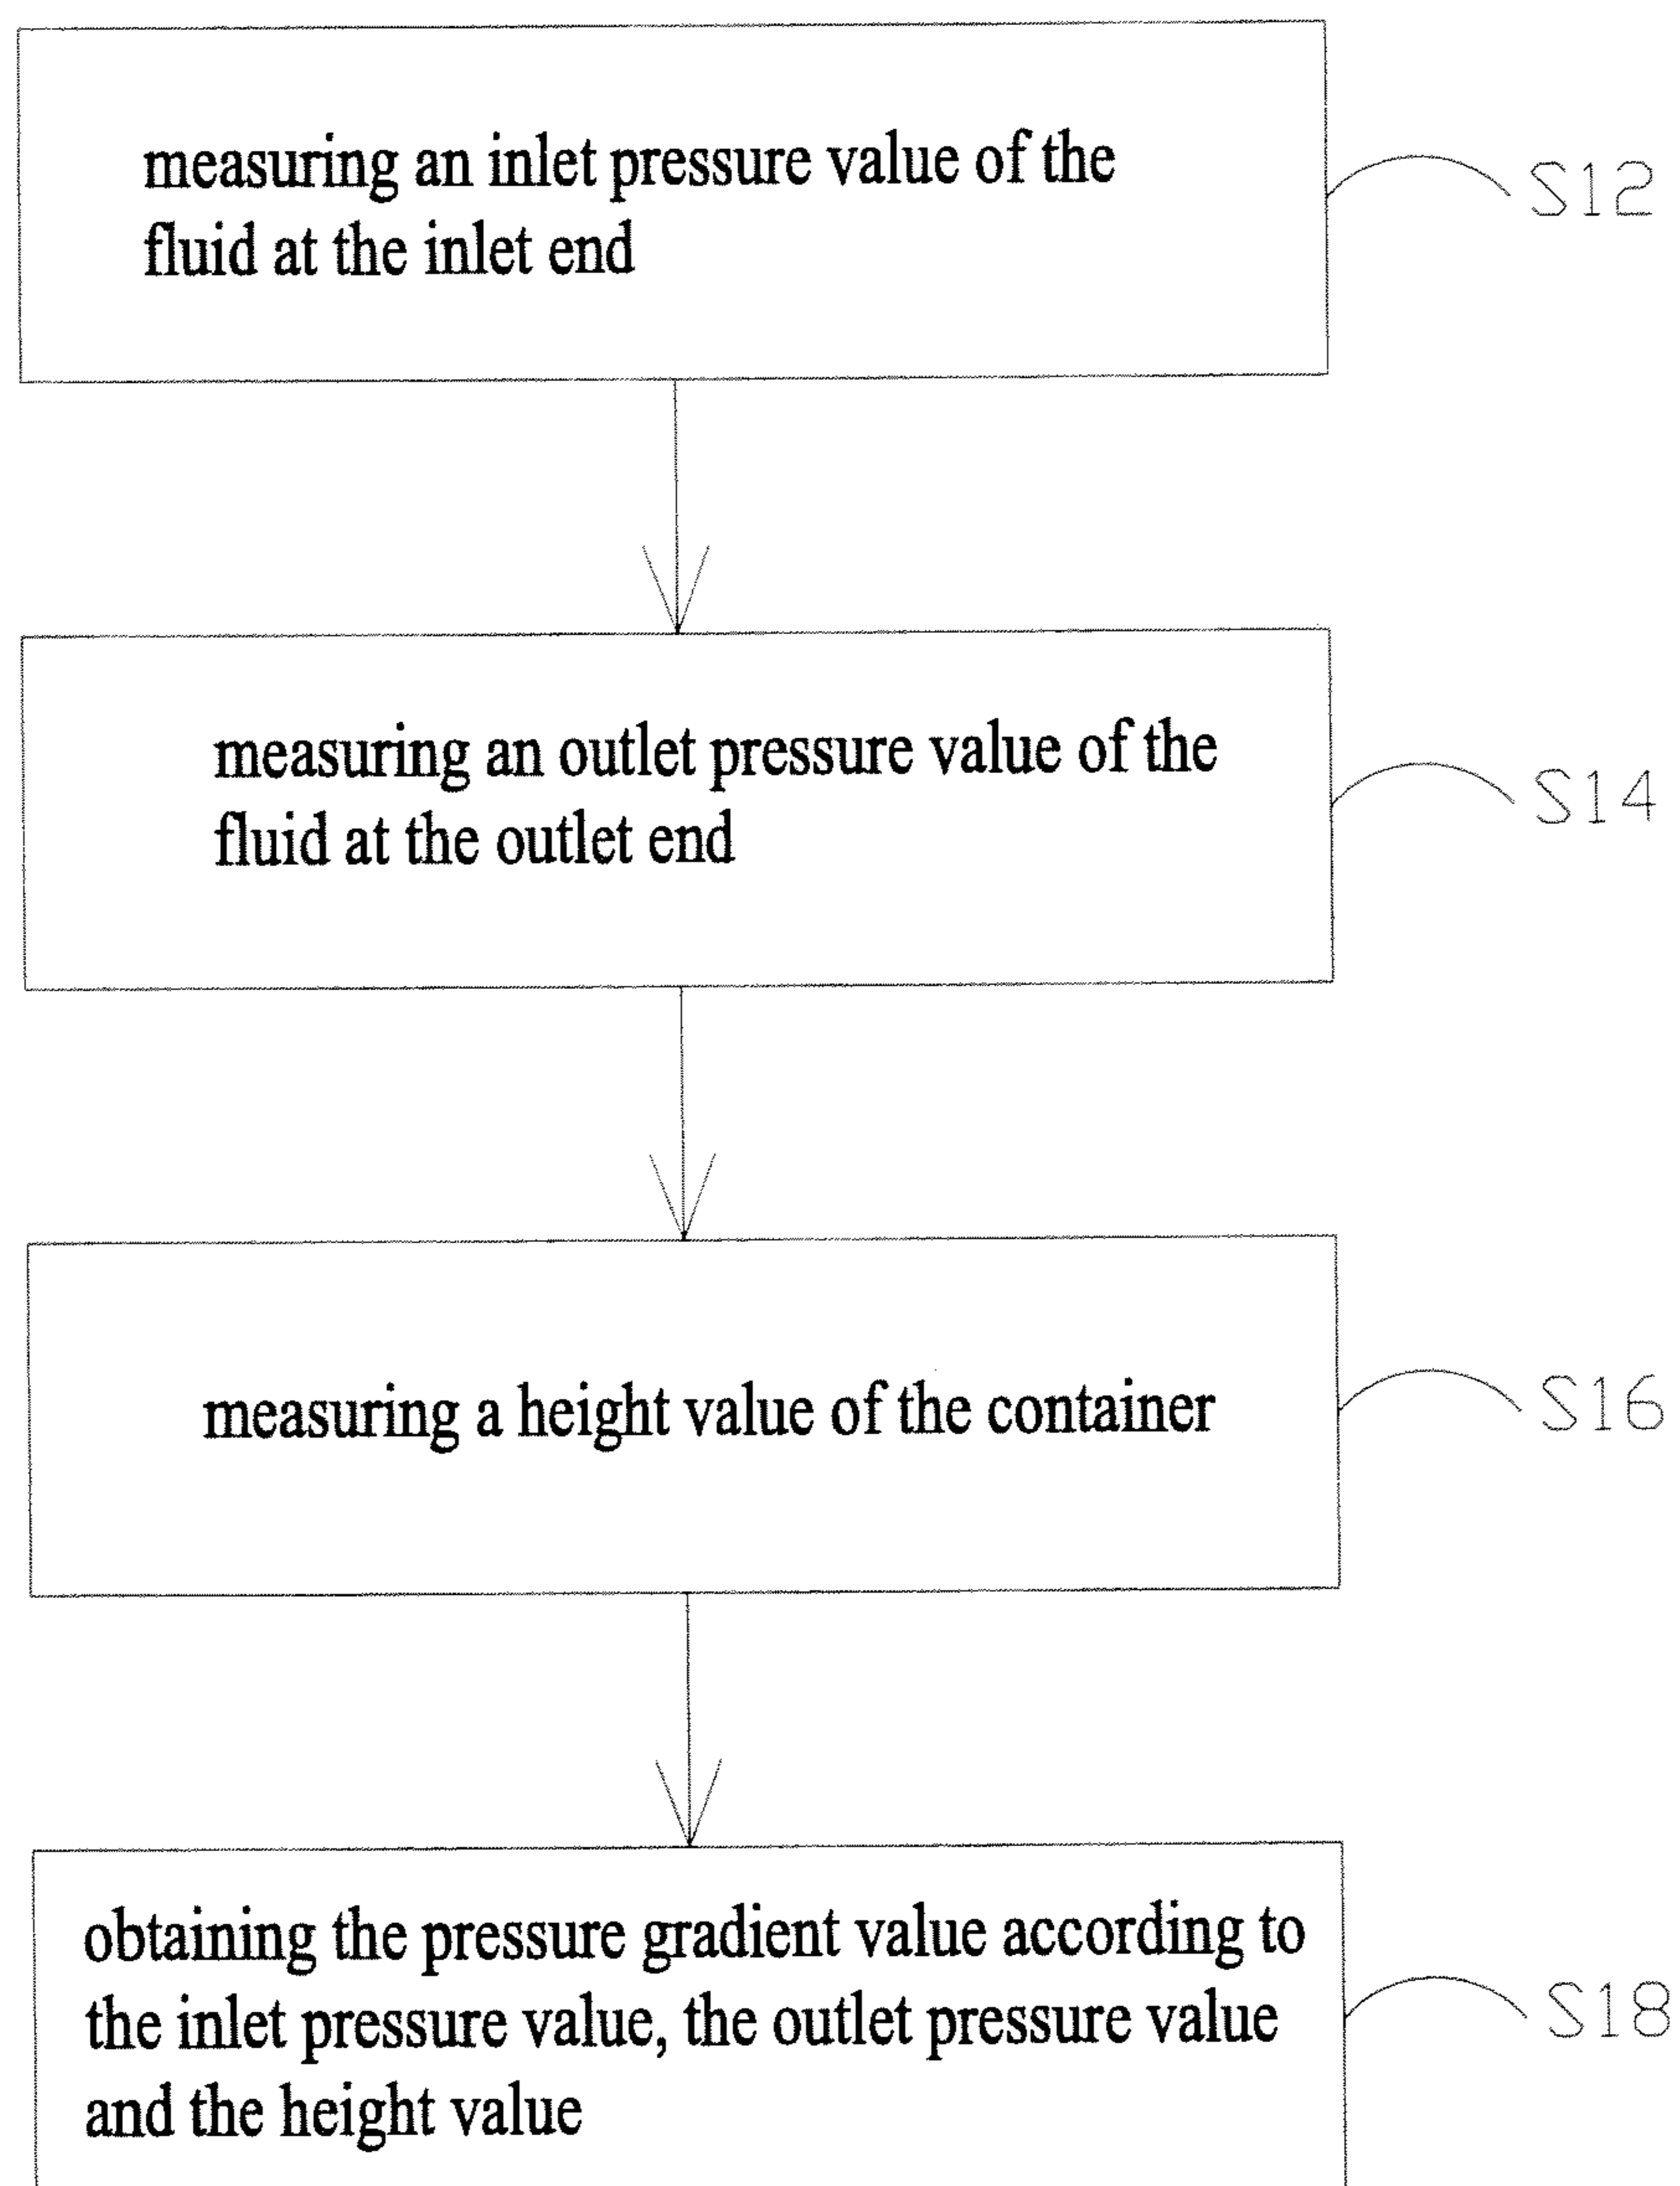 measuring an inlet pressure value of the
fluid at the inlet end
S12
measuring an outlet pressure value of the
fluid at the outlet end
S14
measuring a height value of the container
S16
obtaining the pressure gradient value according to
the inlet pressure value, the outlet pressure value
and the height value
S18